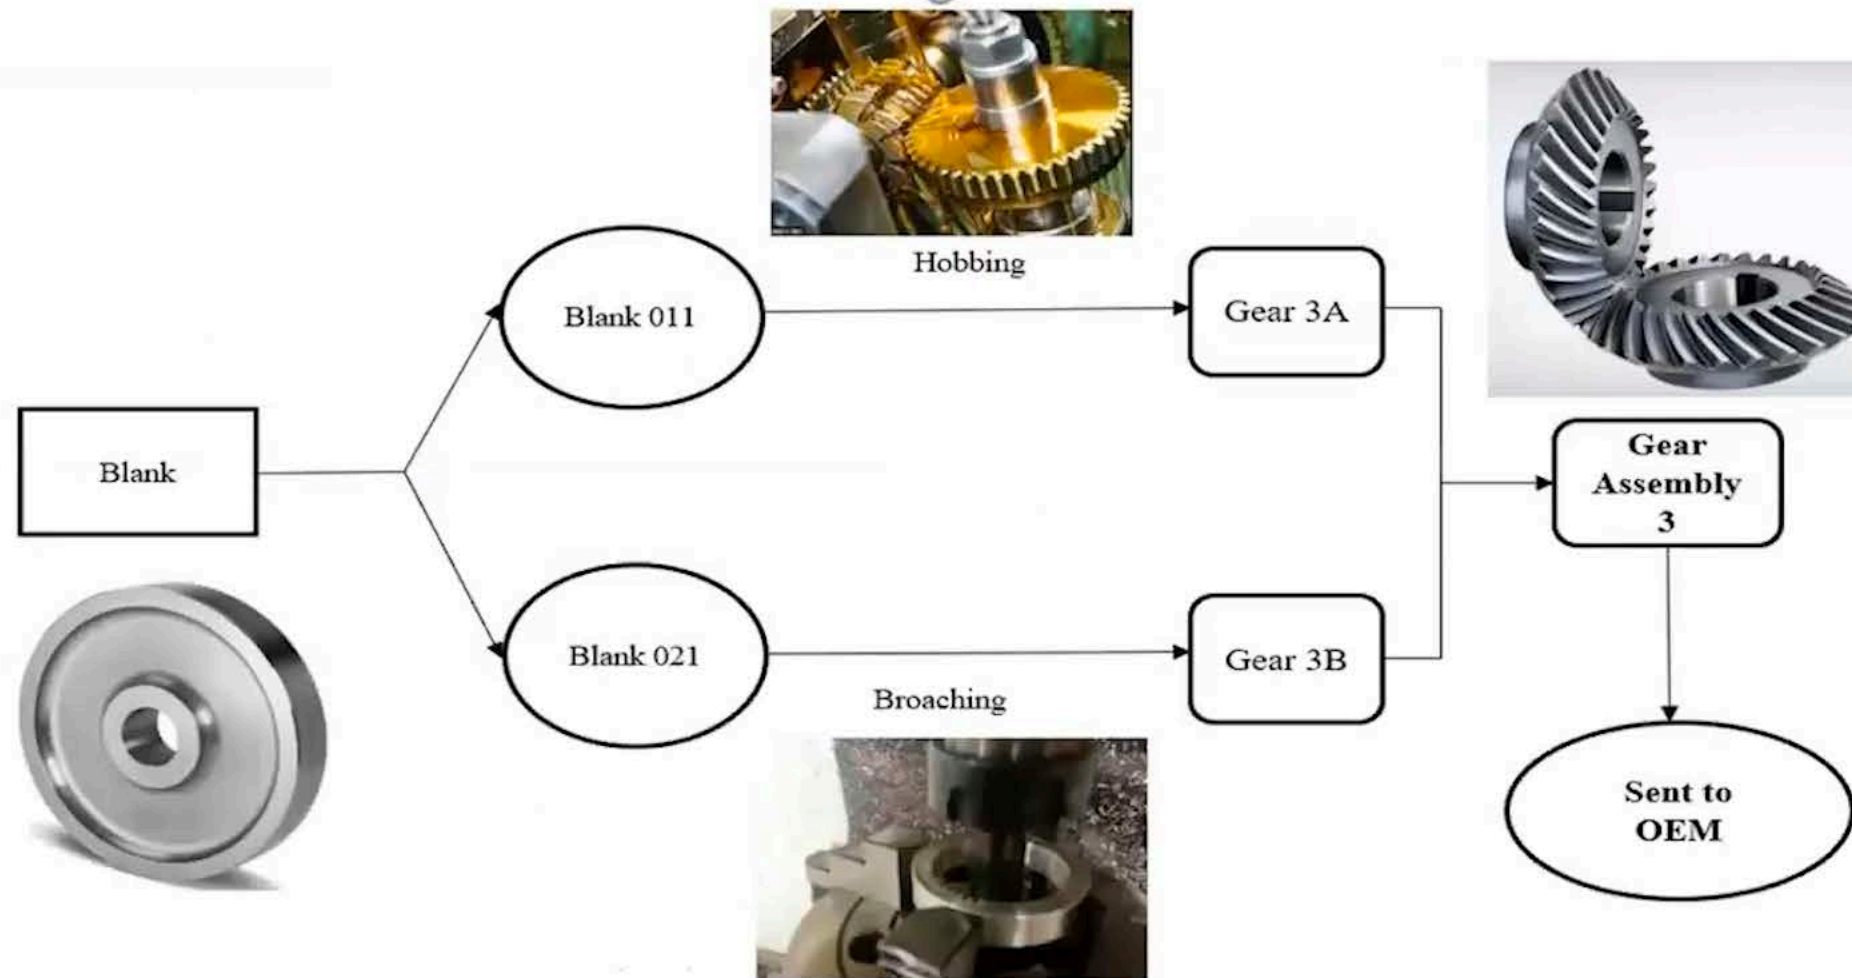 Hobbing
Blank 011
Gear 3A
Blank
Gear
Assembly
3
Blank 021
Gear 3B
Broaching
Sent to
OEM